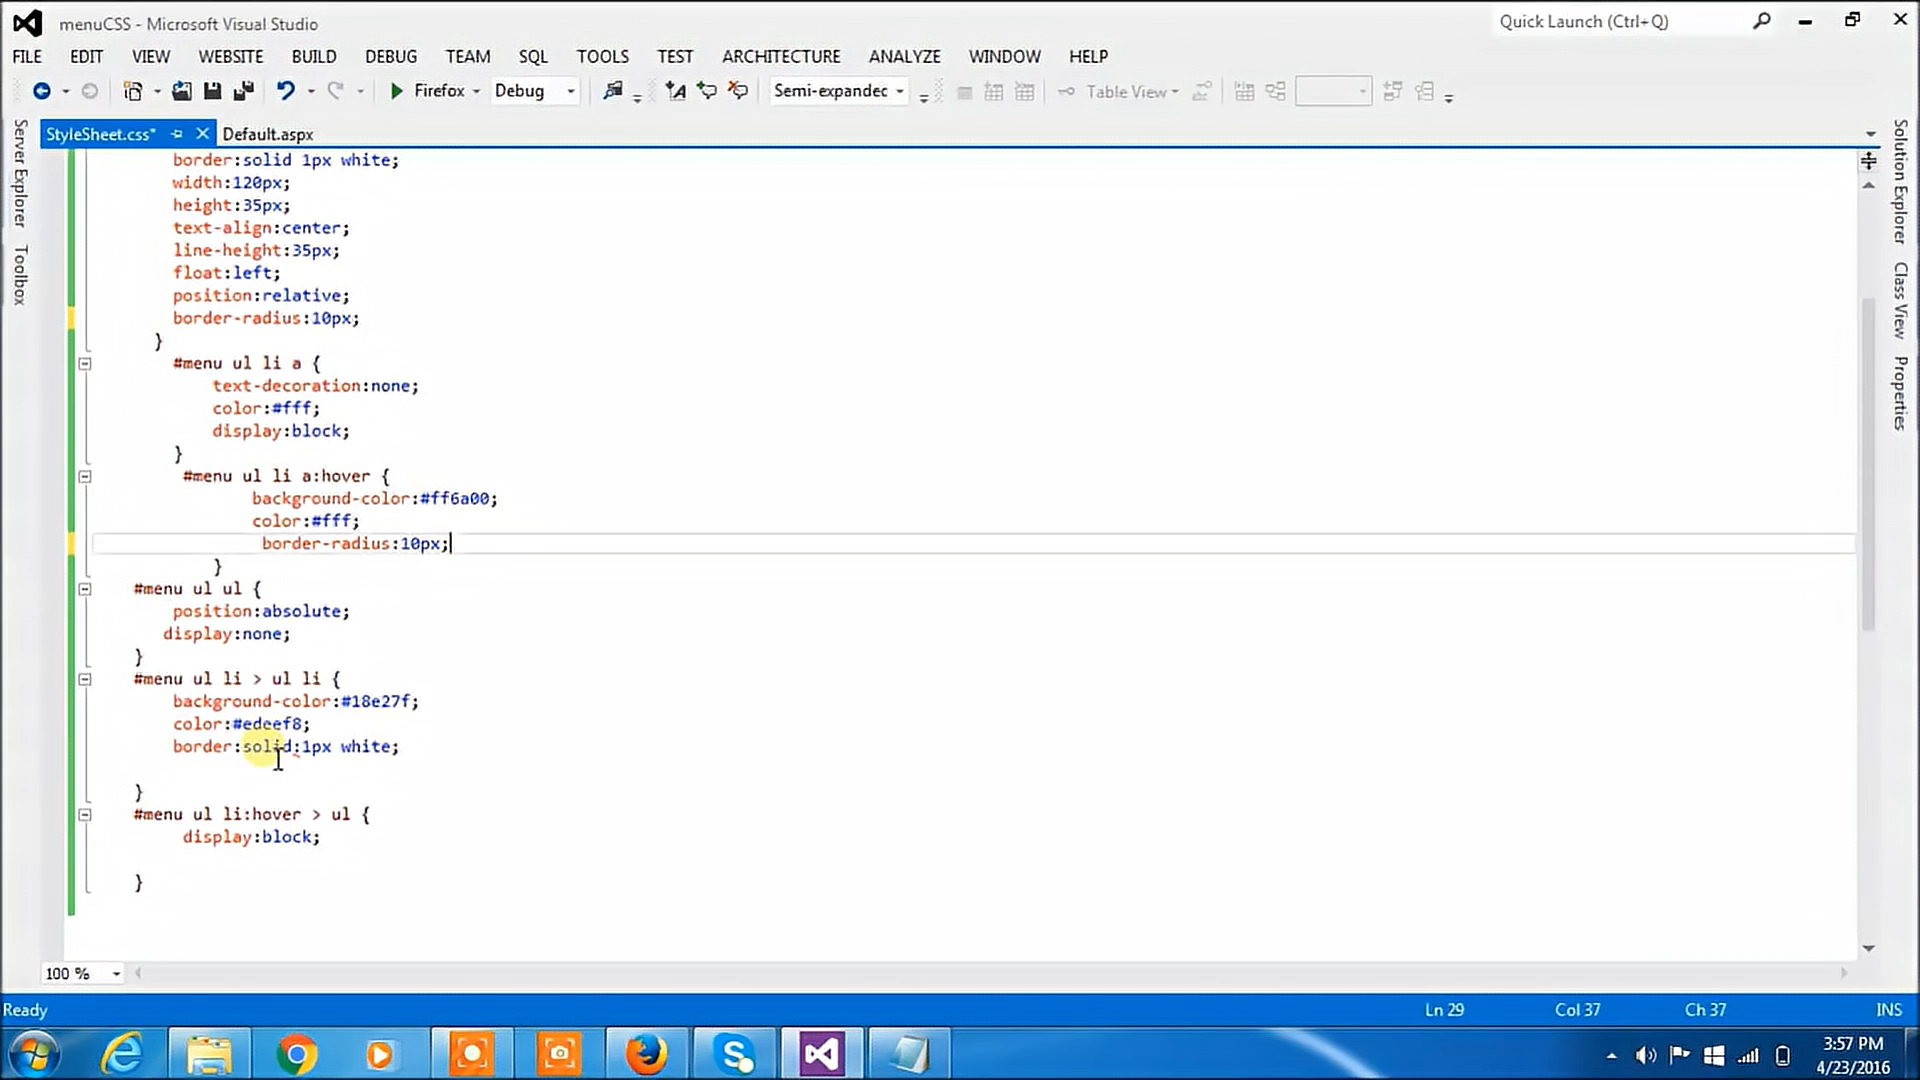 menuCSS - Microsoft Visual Studio
Quick Launch (Ctrl+Q)
FILE EDIT VIEW WEBSITE BUILD DEBUG TEAM SQL TOOLS TEST ARCHITECTURE ANALYZE WINDOW HELP
Firefox Debug Semi-expandec Table View
StyleSheet.css* Default.aspx
Server Explorer
Toolbox
border:solid 1px white;
width:120px;
height:35px;
text-align:center;
line-height:35px;
float:left;
position:relative;
border-radius:10px;
}
#menu ul li a {
text-decoration:none;
color:#fff;
display:block;
}
#menu ul li a:hover {
background-color:#ff6a00;
color:#fff;
border-radius:10px;
}
#menu ul ul {
position:absolute;
display:none;
}
#menu ul li > ul li {
background-color:#18e27f;
color:#edeef8;
border:solid:1px white;
}
#menu ul li:hover > ul {
display:block;
}
Solution Explorer
Class View
Properties
100 %
Ready Ln 29 Col 37 Ch 37 INS
3:57 PM
4/23/2016